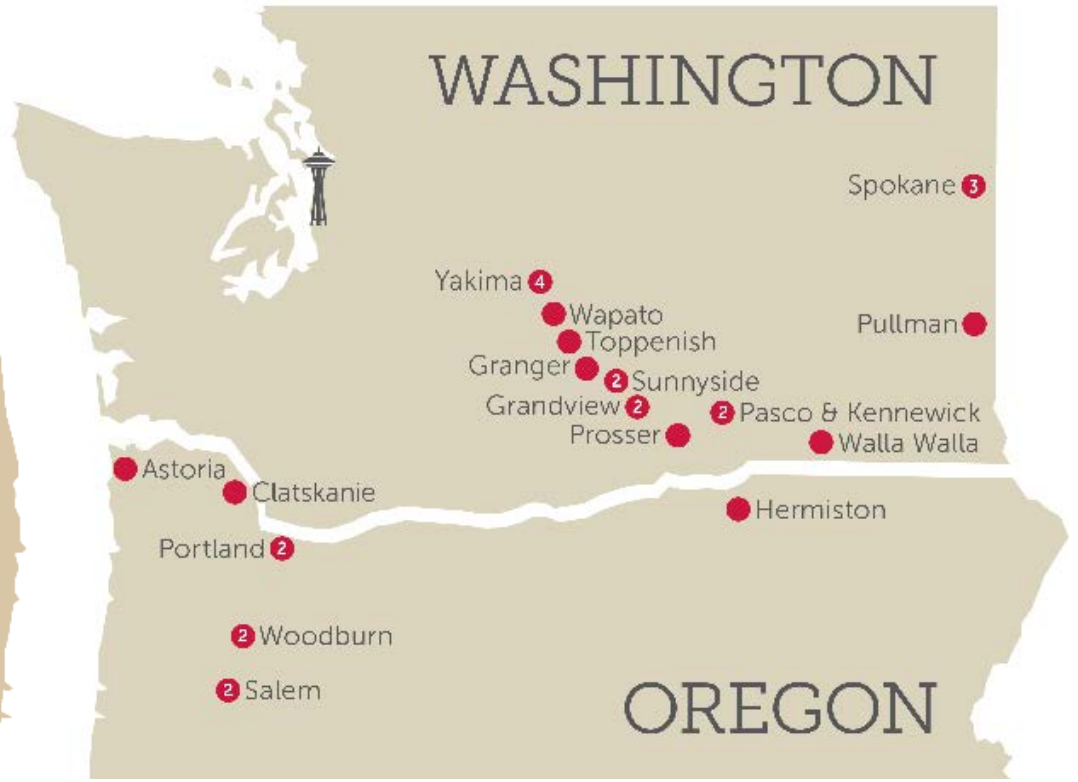 WASHINGTON
Spokane 3
Yakima 4
Wapato
Pullman
Toppenish
Granger
2 Sunnyside
Grandview 2
2 Pasco & Kennewick
Prosser
Walla Walla
Astoria
Clatskanie
Hermiston
Portland 2
2 Woodburn
2 Salem
OREGON